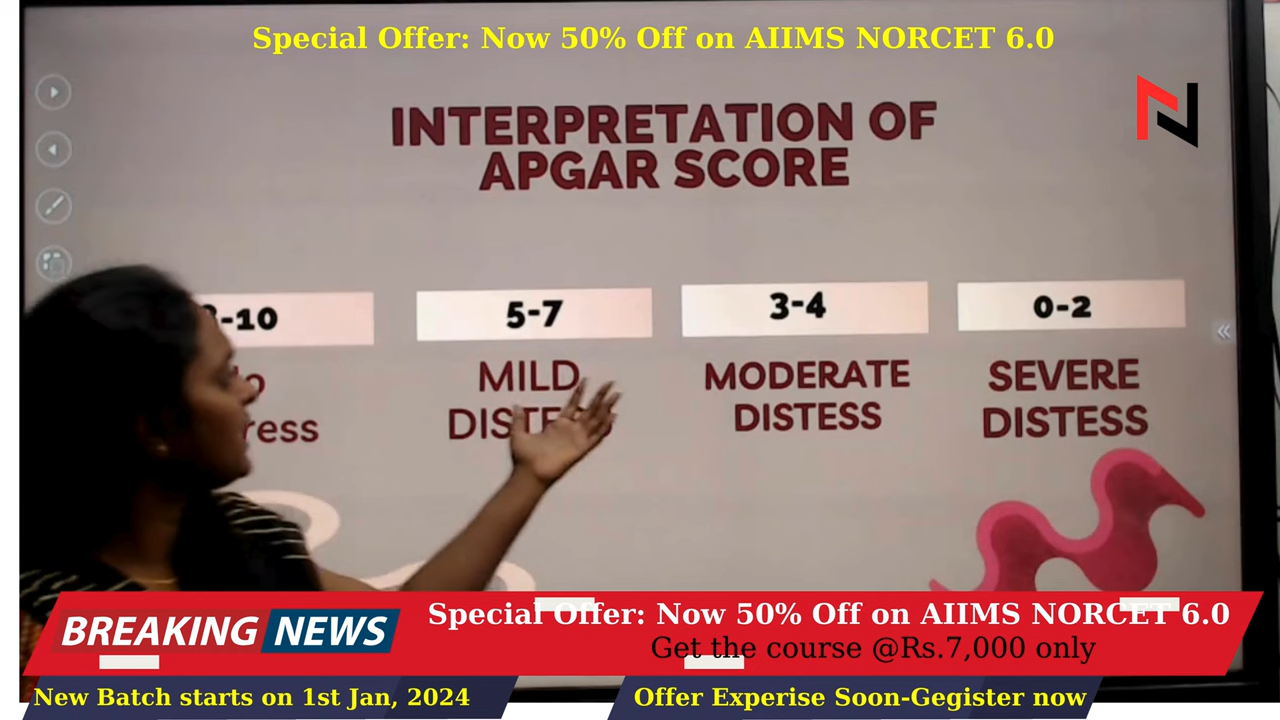 Special Offer: Now 50% Off on AIIMS NORCET 6.0
INTERPRETATION OF
APGAR SCORE
-10
5-7
3-4
0-2
MILD
MODERATE
SEVERE
DISTESS
DISTESS
BREAKING NEWS
Special Offer: Now 50% Off on AIIMS NORCET 6.0
Get the course @Rs.7,000 only
New Batch starts on 1st Jan, 2024
Offer Experise Soon-Gegister now